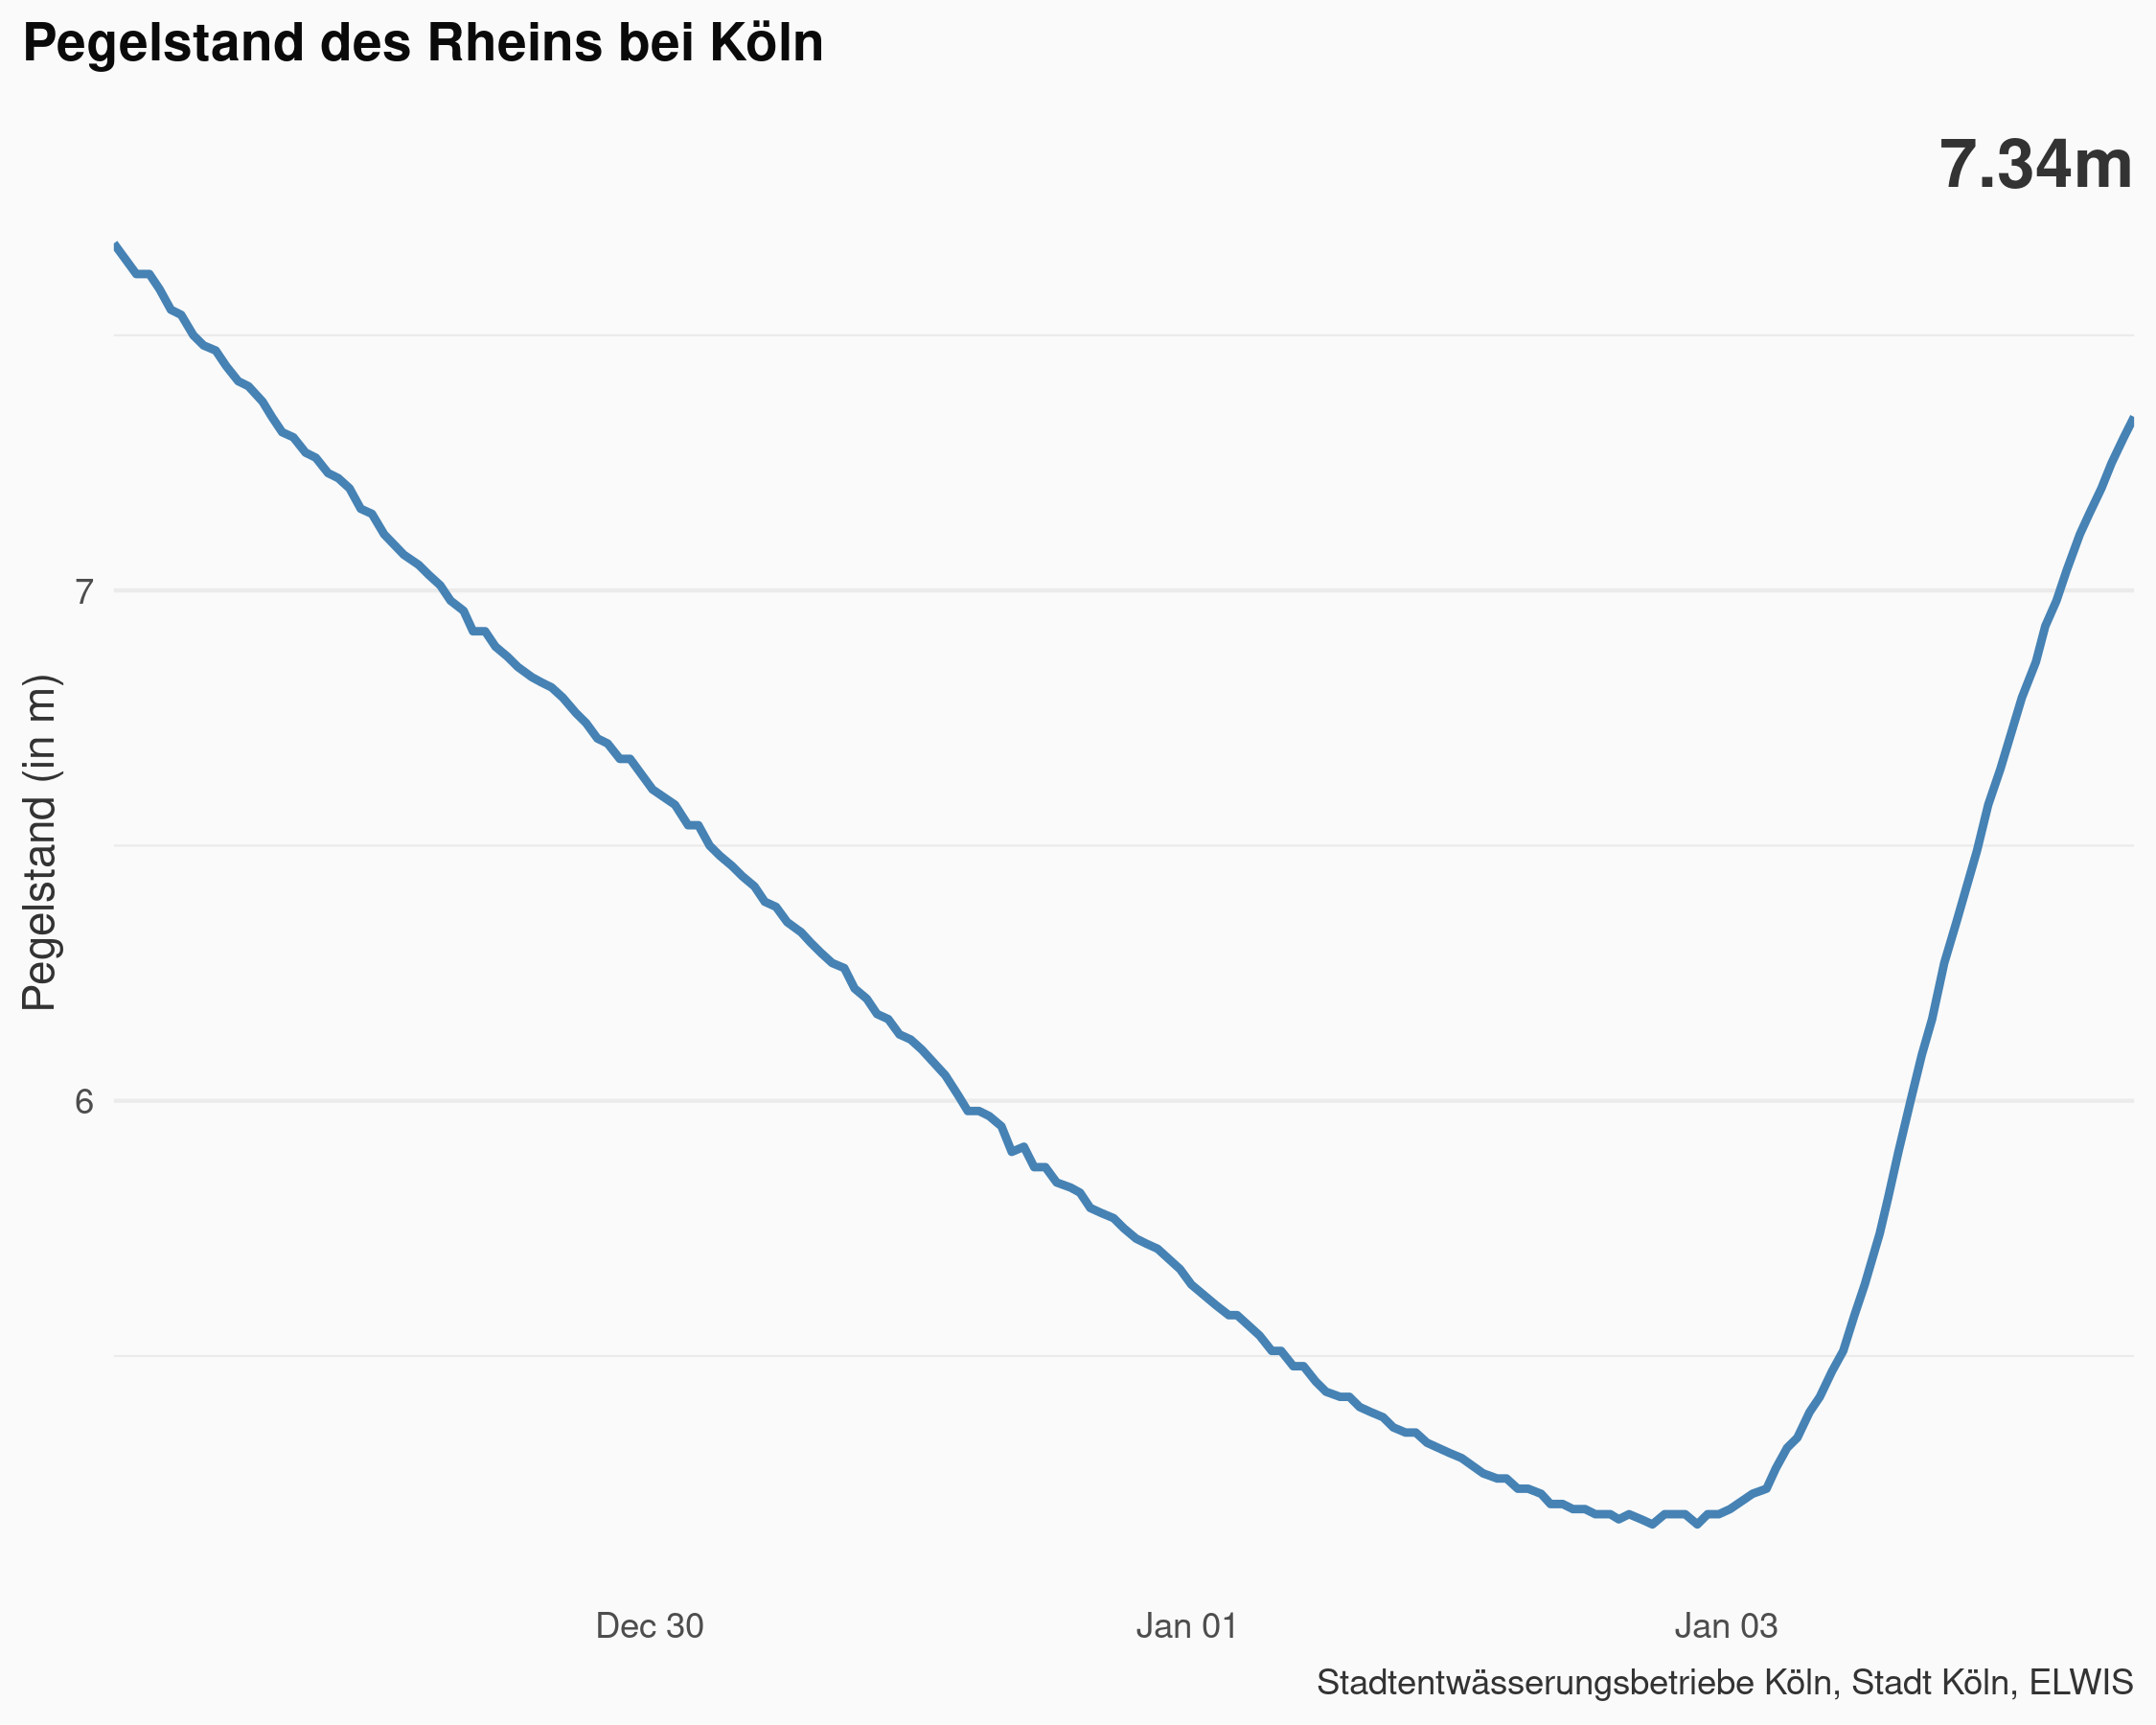 Pegelstand des Rheins bei Köln
7.34m
Pegelstand (in m)
7
6
Dec 30
Jan 01
Jan 03
Stadtentwässerungsbetriebe Köln, Stadt Köln, ELWIS